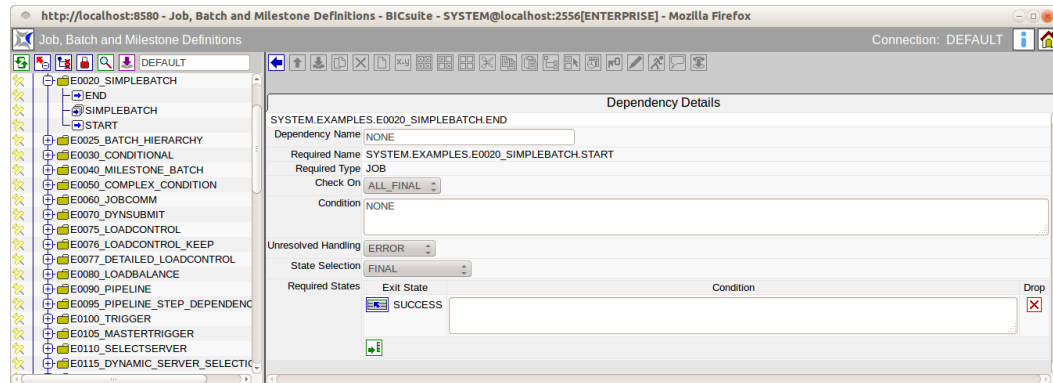 http://localhost:8580 - Job, Batch and Milestone Definitions - BICsuite - SYSTEM@localhost:2556[ENTERPRISE] - Mozilla Firefox
Job, Batch and Milestone Definitions
Connection: DEFAULT
DEFAULT
E0020_SIMPLEBATCH
END
SIMPLEBATCH
START
E0025_BATCH_HIERARCHY
E0030_CONDITIONAL
E0040_MILESTONE_BATCH
E0050_COMPLEX_CONDITION
E0060_JOBCOMM
E0070_DYNSUBMIT
E0075_LOADCONTROL
E0076_LOADCONTROL_KEEP
E0077_DETAILED_LOADCONTROL
E0080_LOADBALANCE
E0090_PIPELINE
E0095_PIPELINE_STEP_DEPENDENC
E0100_TRIGGER
E0105_MASTERTRIGGER
E0110_SELECTSERVER
E0115_DYNAMIC_SERVER_SELECTIO
Dependency Details
SYSTEM.EXAMPLES.E0020_SIMPLEBATCH.END
Dependency Name NONE
Required Name SYSTEM.EXAMPLES.E0020_SIMPLEBATCH.START
Required Type JOB
Check On ALL_FINAL
Condition NONE
Unresolved Handling ERROR
State Selection FINAL
Required States Exit State Condition Drop
SUCCESS